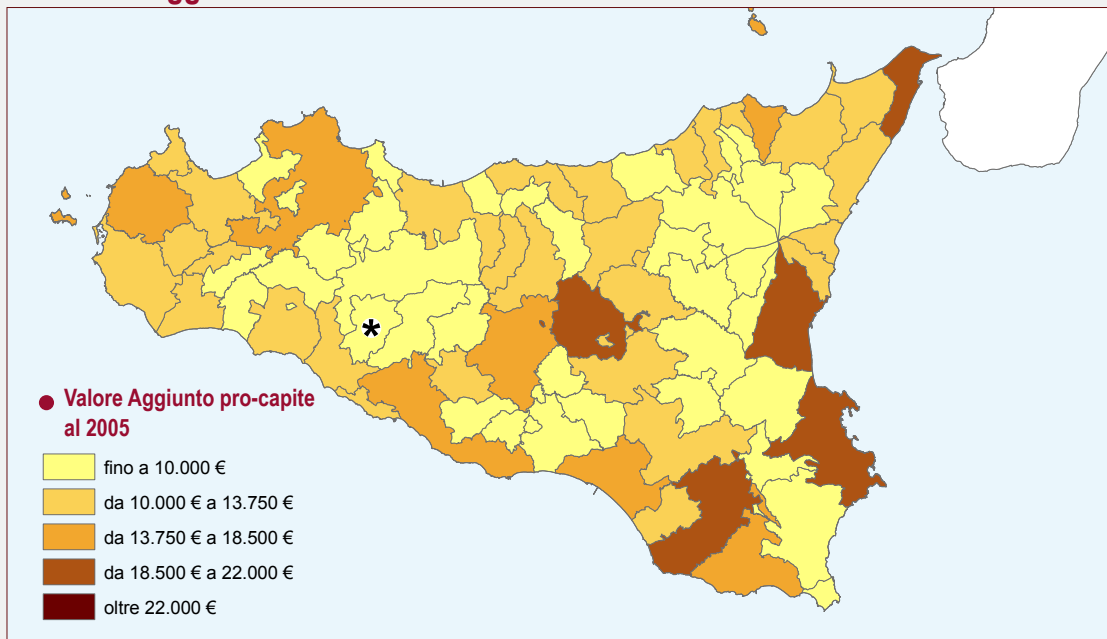 Valore Aggiunto pro-capite
al 2005
fino a 10.000 €
da 10.000 € a 13.750 €
da 13.750 € a 18.500 €
da 18.500 € a 22.000 €
oltre 22.000 €
*